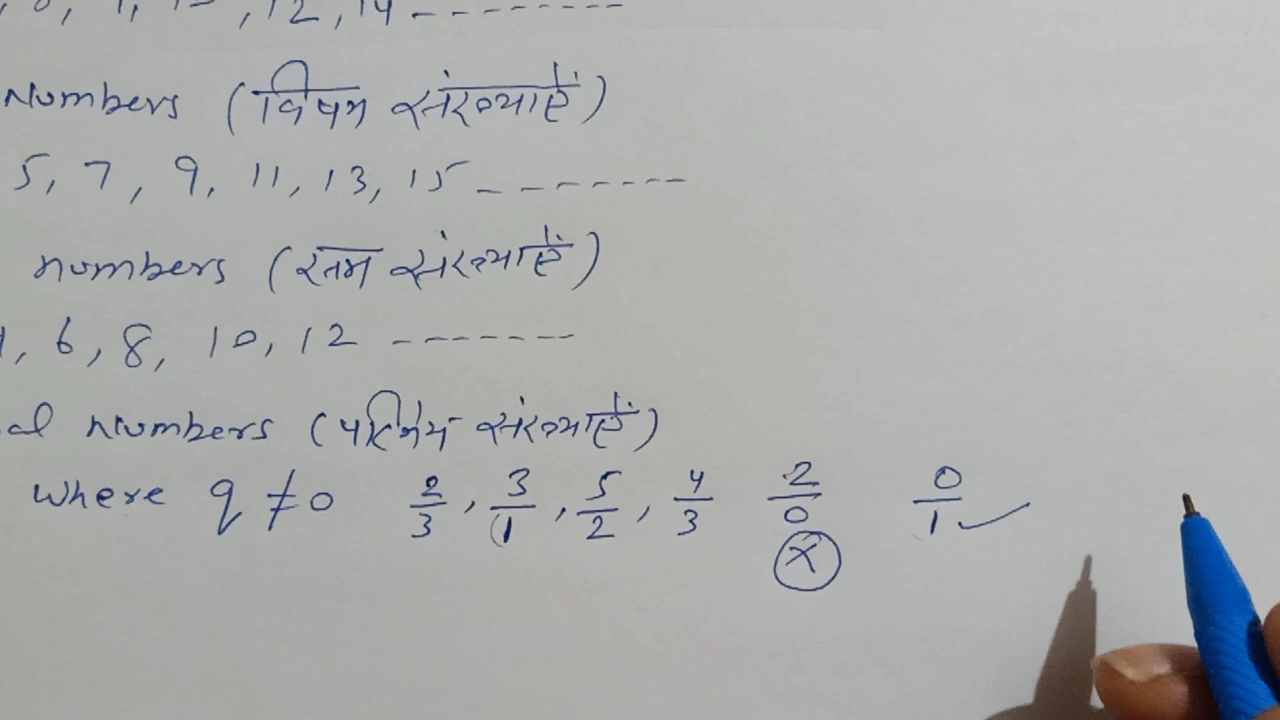 , 12, 14 --------
Numbers (विषम संख्याऐं)
5, 7, 9, 11, 13, 15 --------
numbers (सम संख्याऐं)
, 6, 8, 10, 12 -------
al Numbers (परिमेय संख्याऐं)
where q ≠ 0 2/3, 3/1, 5/2, 4/3 2/0 0/1 ✓
(X)